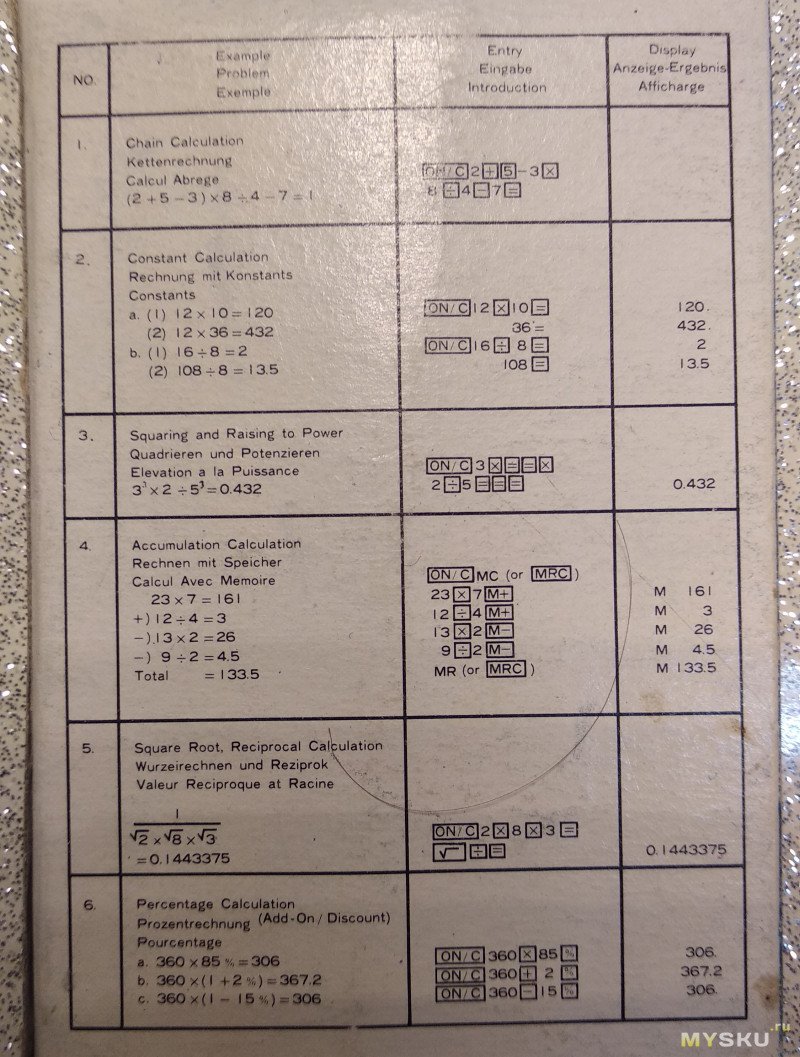 NO.
Example
Problem
Exemple
Entry
Eingabe
Introduction
Display
Anzeige-Ergebnis
Afficharge
1.
Chain Calculation
Kettenrechnung
Calcul Abrege
(2 + 5 − 3) × 8 ÷ 4 − 7 = 1
ON/C 2 + 5 − 3 ×
8 ÷ 4 − 7 =
2.
Constant Calculation
Rechnung mit Konstants
Constants
a. (1) 12 × 10 = 120
ON/C 12 × 10 =
120.
(2) 12 × 36 = 432
36 =
432.
b. (1) 16 ÷ 8 = 2
ON/C 16 ÷ 8 =
2
(2) 108 ÷ 8 = 13.5
108 =
13.5
3.
Squaring and Raising to Power
Quadrieren und Potenzieren
Elevation a la Puissance
3³ × 2 ÷ 5³ = 0.432
ON/C 3 × = = ×
2 ÷ 5 = = =
0.432
4.
Accumulation Calculation
Rechnen mit Speicher
Calcul Avec Memoire
ON/C MC (or MRC)
23 × 7 = 161
23 × 7 M+
M 161
+) 12 ÷ 4 = 3
12 ÷ 4 M+
M 3
−) 13 × 2 = 26
13 × 2 M−
M 26
−) 9 ÷ 2 = 4.5
9 ÷ 2 M−
M 4.5
Total = 133.5
MR (or MRC)
M 133.5
5.
Square Root, Reciprocal Calculation
Wurzeirechnen und Reziprok
Valeur Reciproque at Racine
1
√2 × √8 × √3
= 0.1443375
ON/C 2 × 8 × 3 =
√ ÷ =
0.1443375
6.
Percentage Calculation
Prozentrechnung (Add-On / Discount)
Pourcentage
a. 360 × 85 % = 306
ON/C 360 × 85 %
306.
b. 360 × (1 + 2 %) = 367.2
ON/C 360 + 2 %
367.2
c. 360 × (1 − 15 %) = 306
ON/C 360 − 15 %
306.
MYSKU.ru